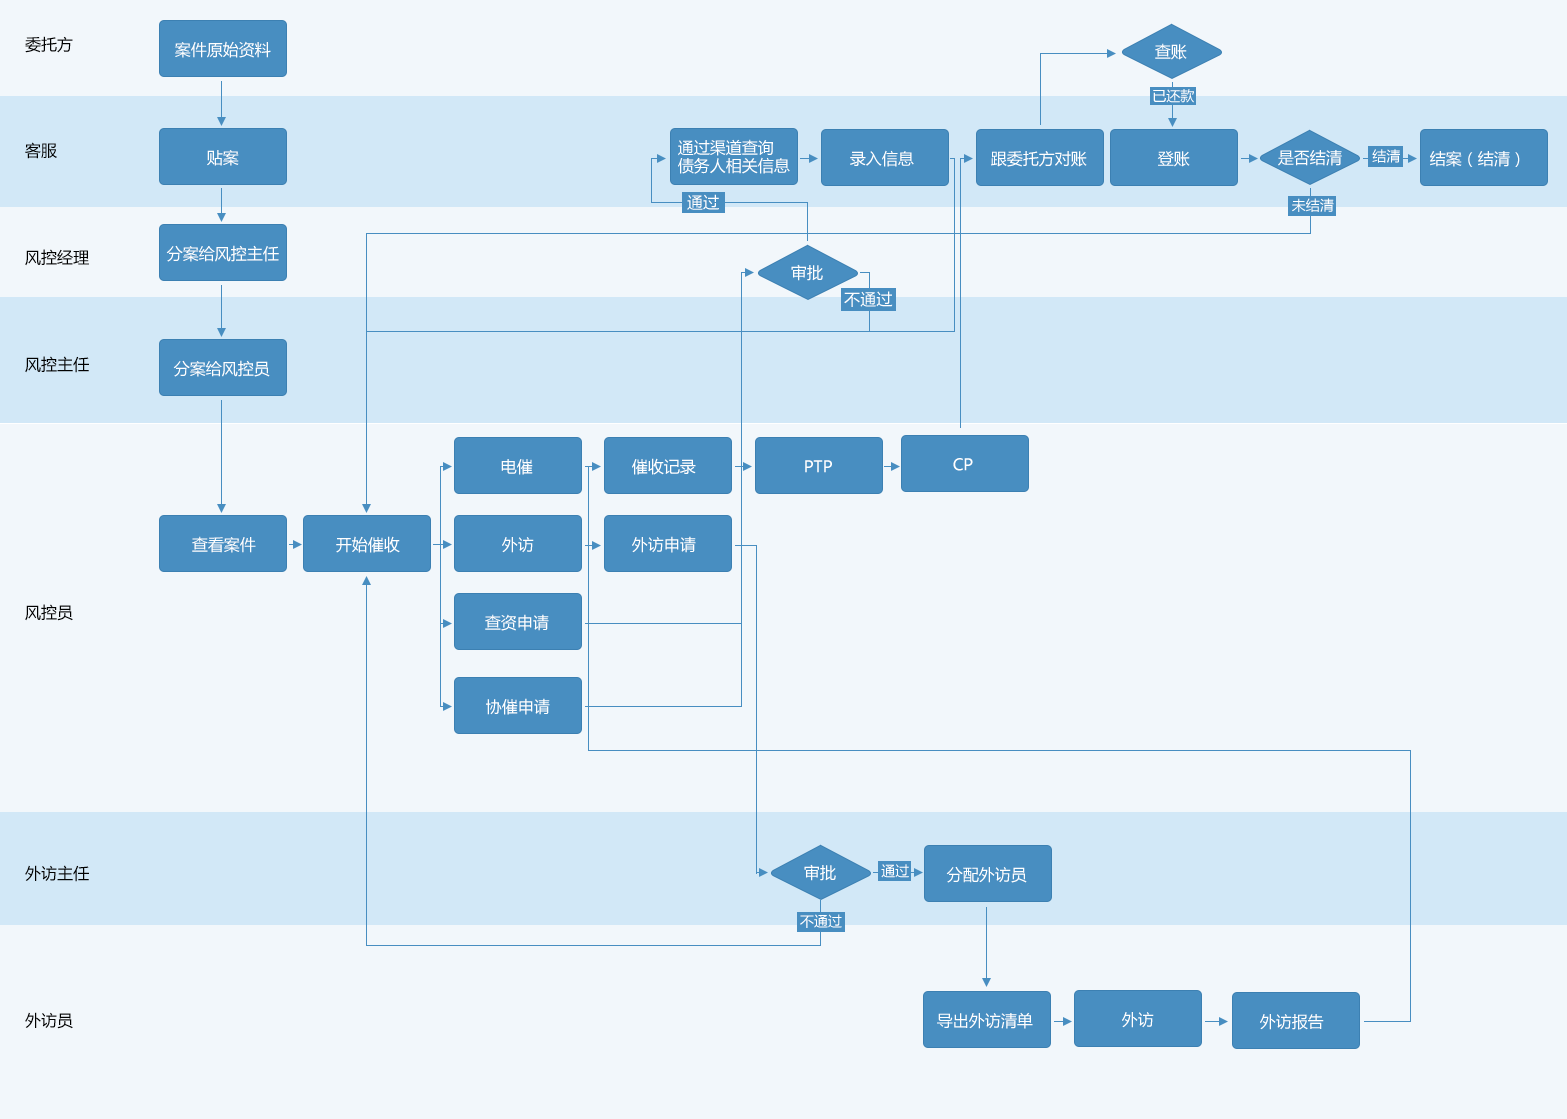 委托方
案件原始资料
查账
已还款
客服
贴案
通过渠道查询
债务人相关信息
录入信息
跟委托方对账
登账
是否结清
结清
结案（结清）
通过
未结清
风控经理
分案给风控主任
审批
不通过
风控主任
分案给风控员
电催
催收记录
PTP
CP
查看案件
开始催收
外访
外访申请
风控员
查资申请
协催申请
外访主任
审批
通过
分配外访员
不通过
外访员
导出外访清单
外访
外访报告